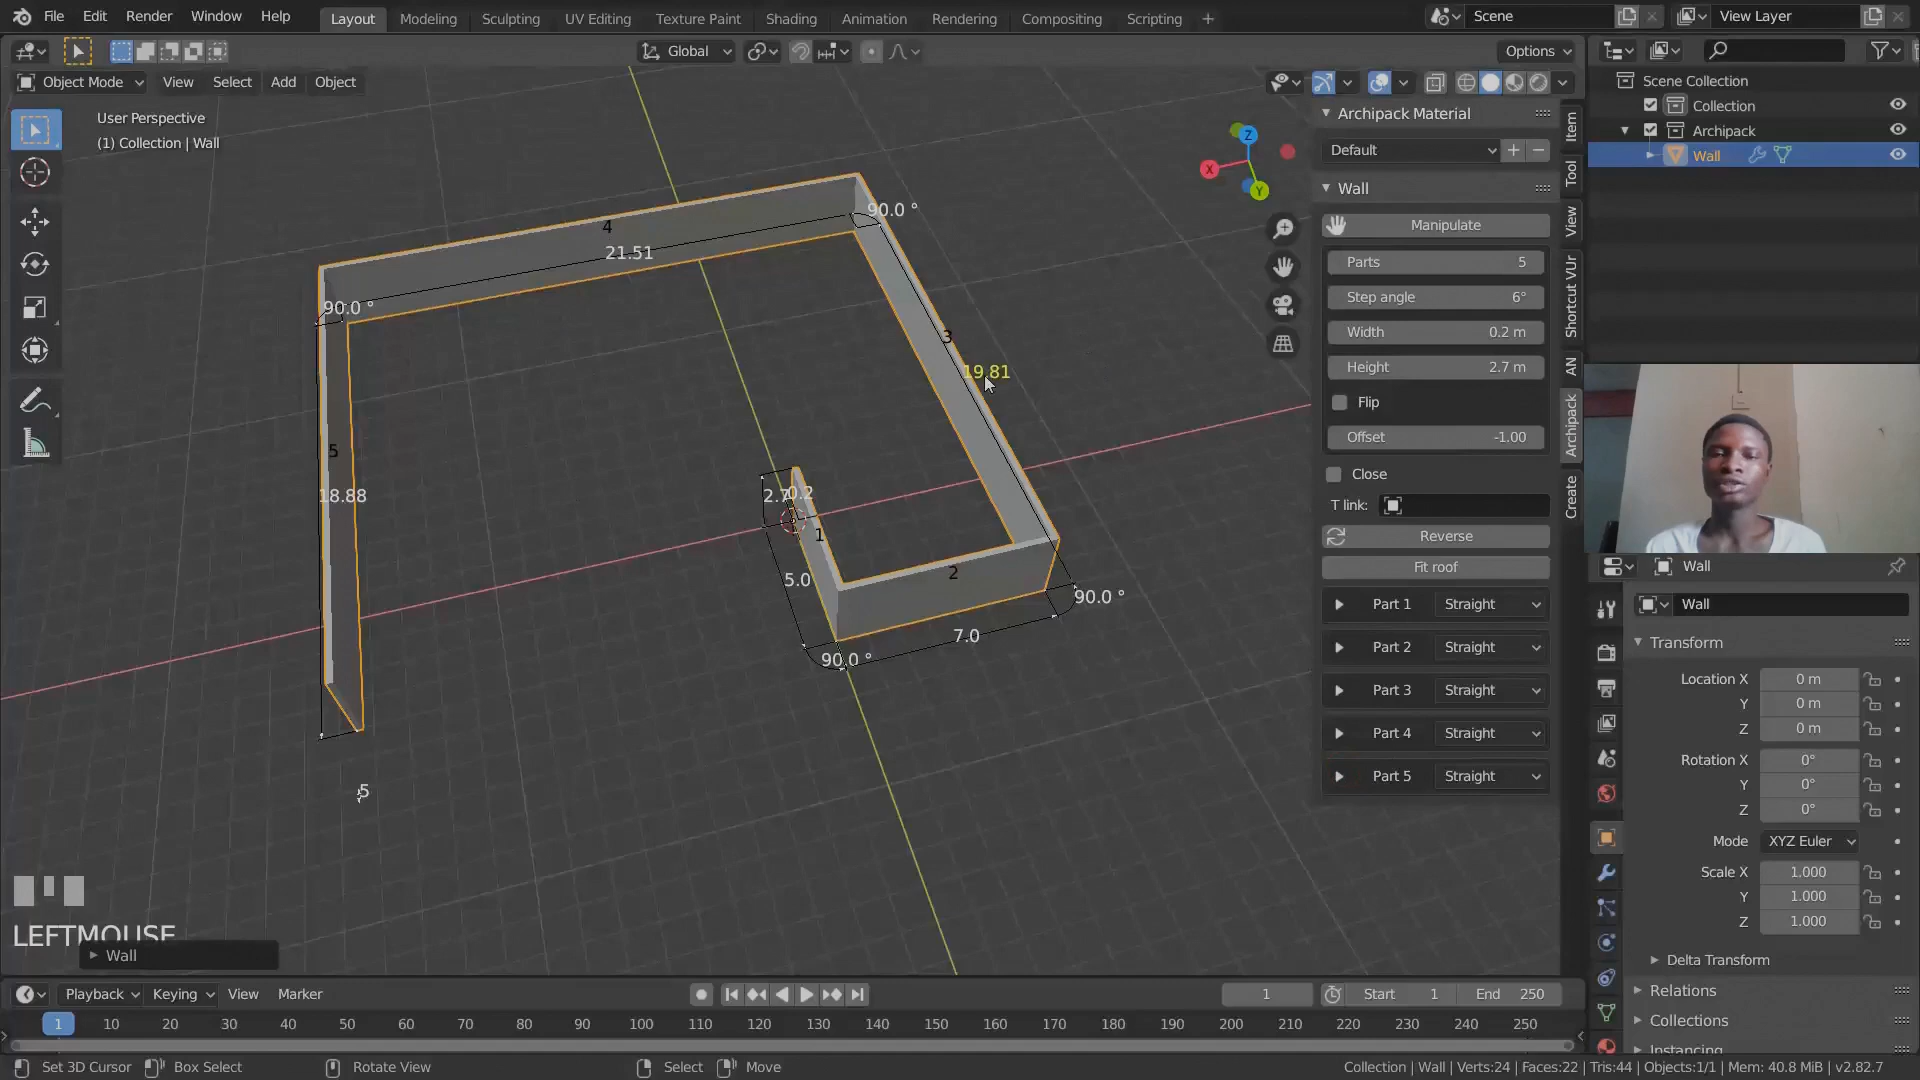 File Edit Render Window Help Layout Modeling Sculpting UV Editing Texture Paint Shading Animation Rendering Compositing Scripting + Scene View Layer
Global Options
Object Mode View Select Add Object
User Perspective
(1) Collection | Wall
Z
X
Y
90.0 °
4
21.51
90.0 °
3
19.81
5
18.88
2.7
0.2
1
5.0
2
90.0 °
7.0
90.0 °
5
LEFTMOUSE
Wall
Archipack Material
Default
Wall
Manipulate
Parts 5
Step angle 6°
Width 0.2 m
Height 2.7 m
Flip
Offset -1.00
Close
T link:
Reverse
Fit roof
Part 1 Straight
Part 2 Straight
Part 3 Straight
Part 4 Straight
Part 5 Straight
Item
Tool
View
Shortcut VUr
AN
Archipack
Create
Scene Collection
Collection
Archipack
Wall
Wall
Wall
Transform
Location X 0 m
Y 0 m
Z 0 m
Rotation X 0°
Y 0°
Z 0°
Mode XYZ Euler
Scale X 1.000
Y 1.000
Z 1.000
Delta Transform
Relations
Collections
Instancing
Playback Keying View Marker 1 Start 1 End 250
1 10 20 30 40 50 60 70 80 90 100 110 120 130 140 150 160 170 180 190 200 210 220 230 240 250
Set 3D Cursor Box Select Rotate View Select Move Collection | Wall | Verts:24 | Faces:22 | Tris:44 | Objects:1/1 | Mem: 40.8 MiB | v2.82.7